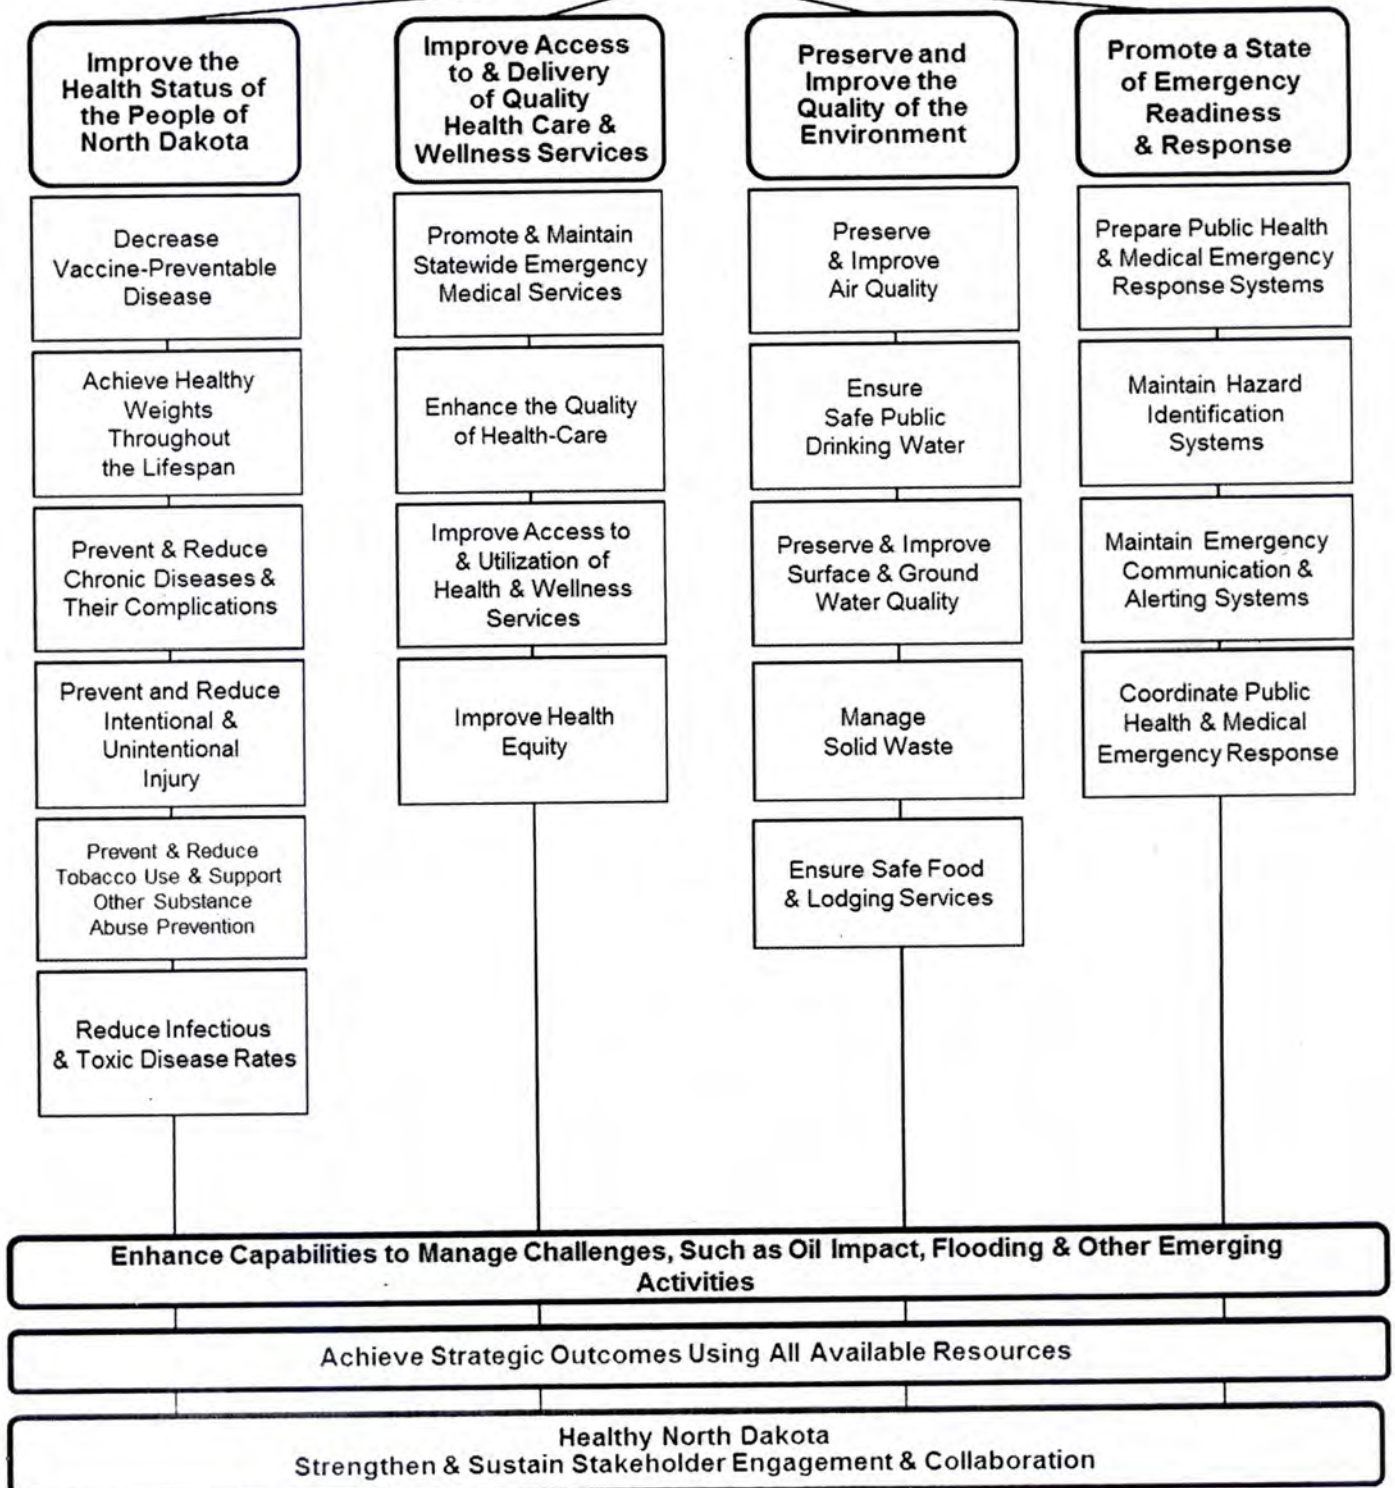 Improve the
Health Status of
the People of
North Dakota
Decrease
Vaccine-Preventable
Disease
Achieve Healthy
Weights
Throughout
the Lifespan
Prevent & Reduce
Chronic Diseases &
Their Complications
Prevent and Reduce
Intentional &
Unintentional
Injury
Prevent & Reduce
Tobacco Use & Support
Other Substance
Abuse Prevention
Reduce Infectious
& Toxic Disease Rates
Improve Access
to & Delivery
of Quality
Health Care &
Wellness Services
Promote & Maintain
Statewide Emergency
Medical Services
Enhance the Quality
of Health-Care
Improve Access to
& Utilization of
Health & Wellness
Services
Improve Health
Equity
Preserve and
Improve the
Quality of the
Environment
Preserve
& Improve
Air Quality
Ensure
Safe Public
Drinking Water
Preserve & Improve
Surface & Ground
Water Quality
Manage
Solid Waste
Ensure Safe Food
& Lodging Services
Promote a State
of Emergency
Readiness
& Response
Prepare Public Health
& Medical Emergency
Response Systems
Maintain Hazard
Identification
Systems
Maintain Emergency
Communication &
Alerting Systems
Coordinate Public
Health & Medical
Emergency Response
Enhance Capabilities to Manage Challenges, Such as Oil Impact, Flooding & Other Emerging
Activities
Achieve Strategic Outcomes Using All Available Resources
Healthy North Dakota
Strengthen & Sustain Stakeholder Engagement & Collaboration